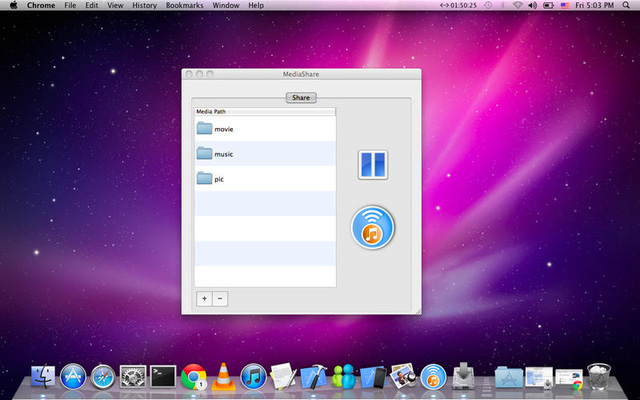 Chrome File Edit View History Bookmarks Window Help 01:50:25 Fri 5:03 PM
MediaShare
Share
Media Path
movie
music
pic
+ −
1